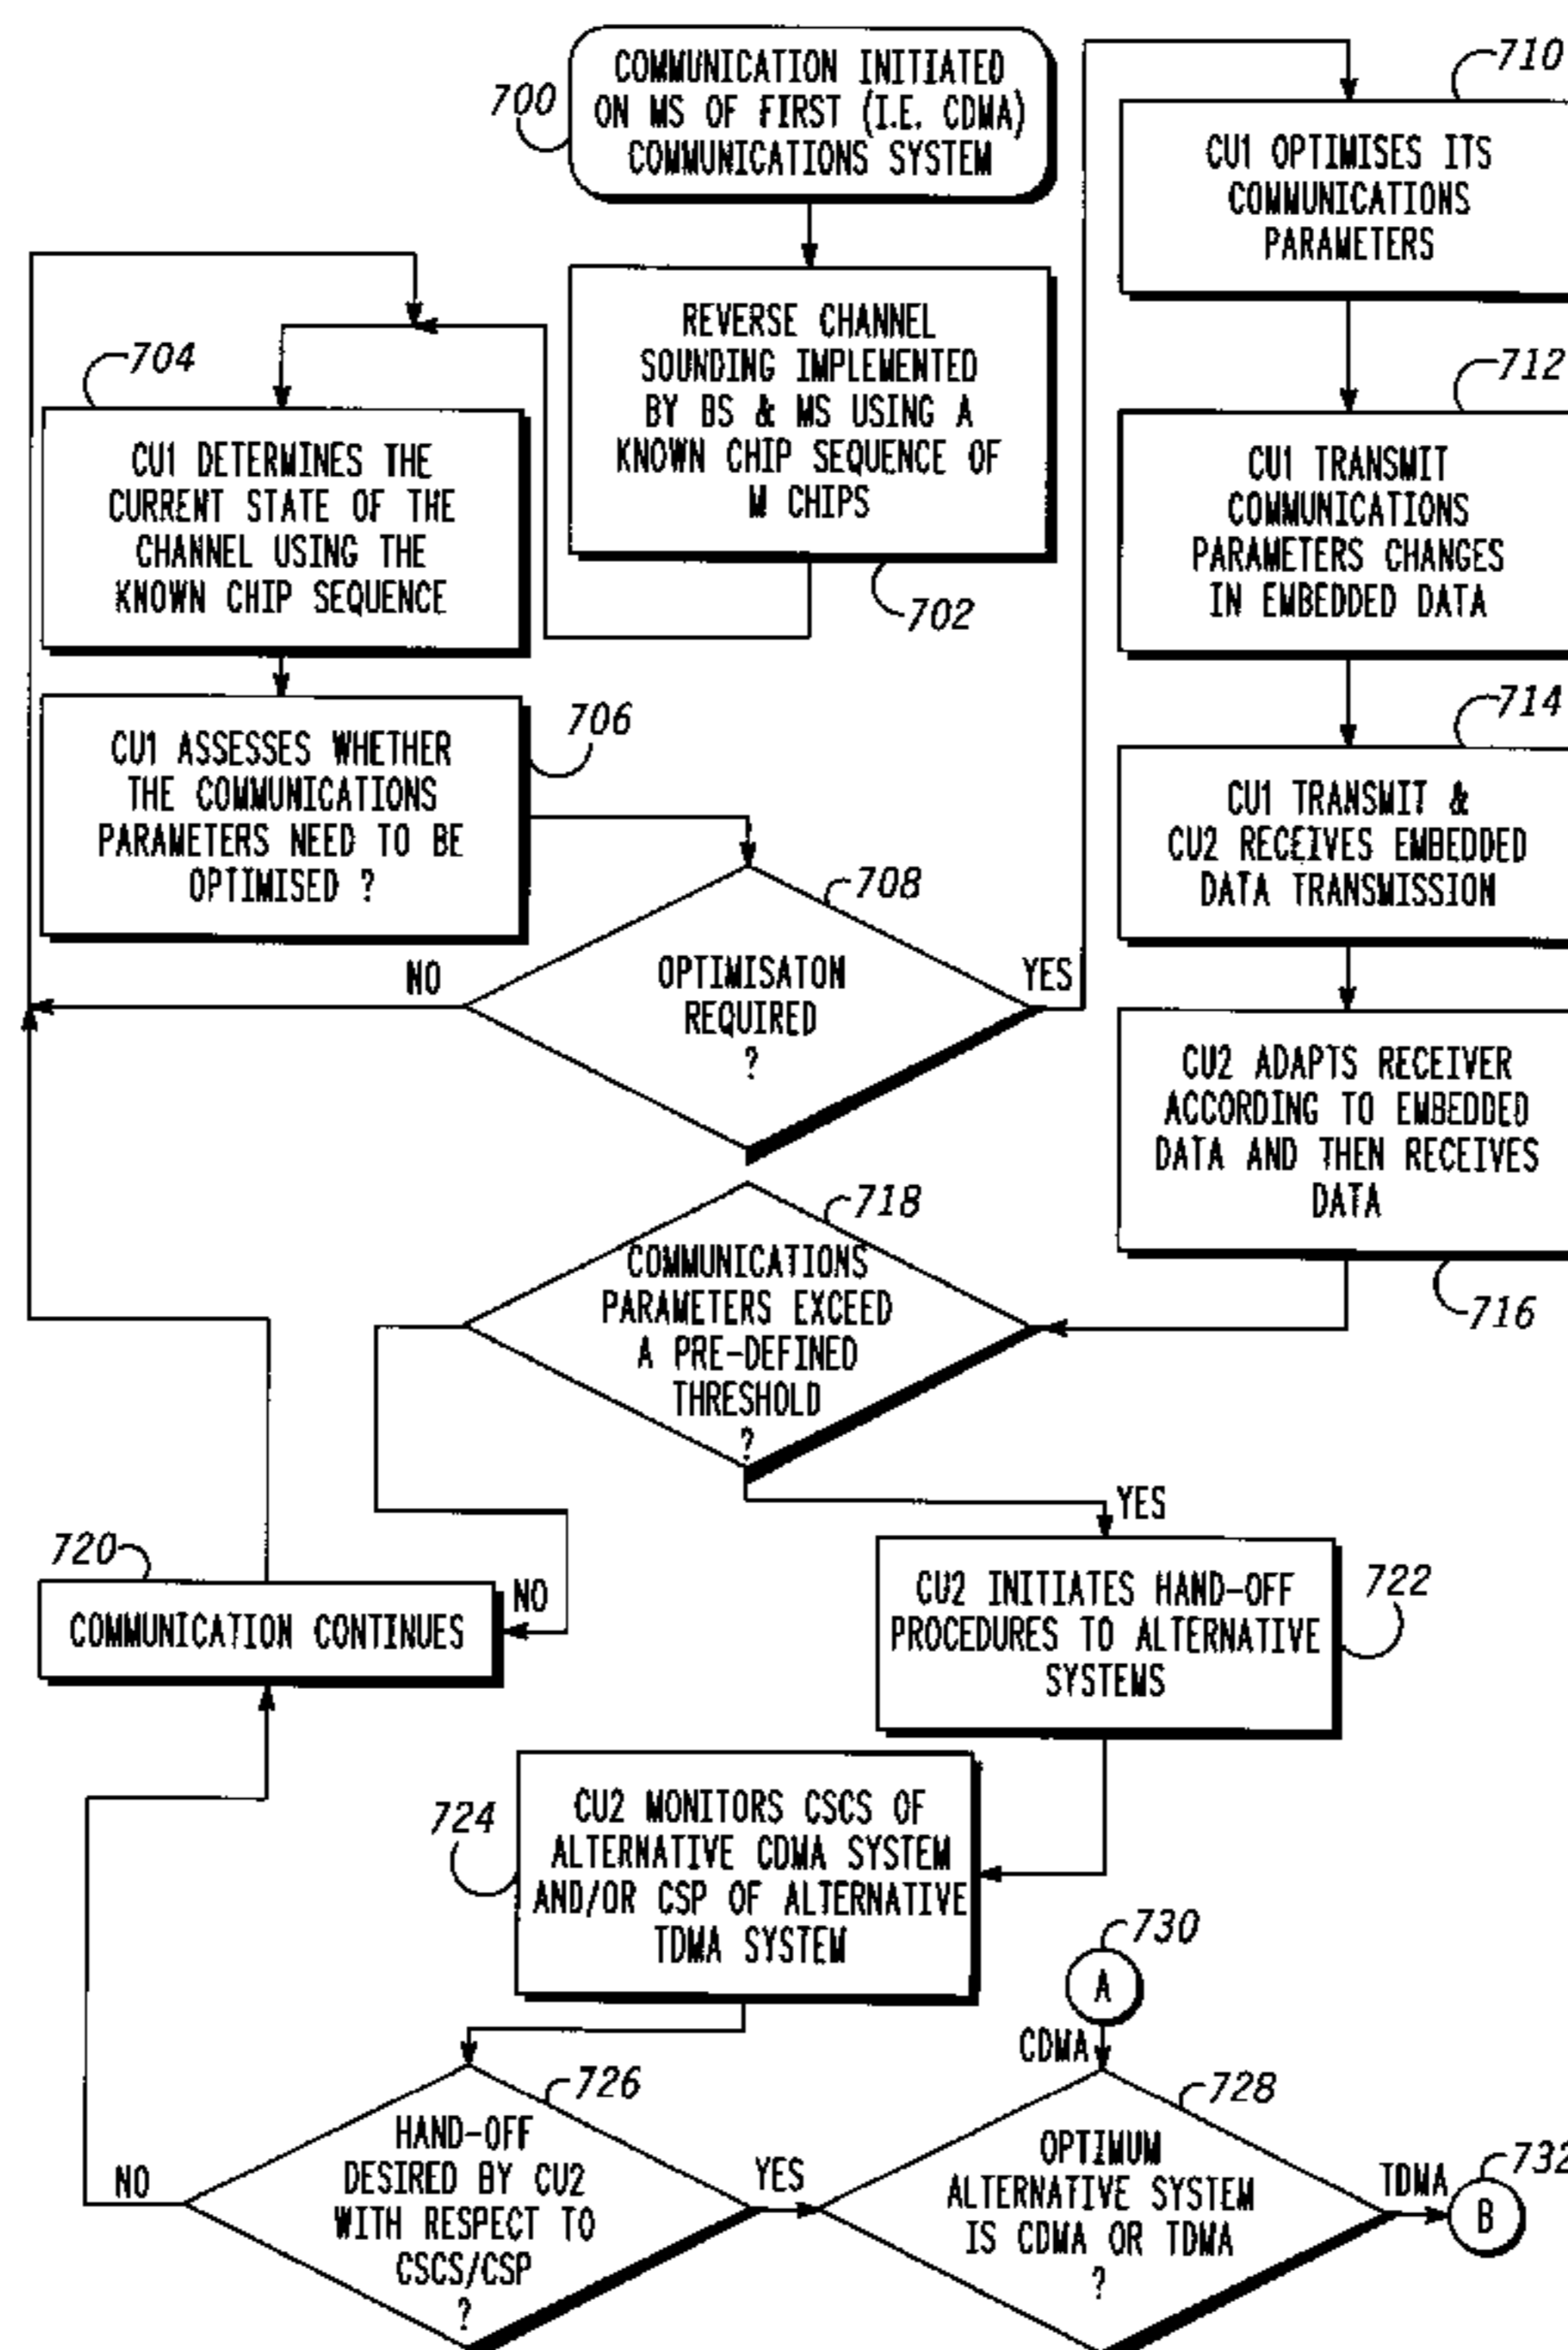 700
COMMUNICATION INITIATED
ON MS OF FIRST (I.E. CDMA)
COMMUNICATIONS SYSTEM
REVERSE CHANNEL
SOUNDING IMPLEMENTED
BY BS & MS USING A
KNOWN CHIP SEQUENCE OF
M CHIPS
702
704
CU1 DETERMINES THE
CURRENT STATE OF THE
CHANNEL USING THE
KNOWN CHIP SEQUENCE
706
CU1 ASSESSES WHETHER
THE COMMUNICATIONS
PARAMETERS NEED TO BE
OPTIMISED ?
708
OPTIMISATON
REQUIRED
?
NO
YES
710
CU1 OPTIMISES ITS
COMMUNICATIONS
PARAMETERS
712
CU1 TRANSMIT
COMMUNICATIONS
PARAMETERS CHANGES
IN EMBEDDED DATA
714
CU1 TRANSMIT &
CU2 RECEIVES EMBEDDED
DATA TRANSMISSION
CU2 ADAPTS RECEIVER
ACCORDING TO EMBEDDED
DATA AND THEN RECEIVES
DATA
716
718
COMMUNICATIONS
PARAMETERS EXCEED
A PRE-DEFINED
THRESHOLD
?
YES
720
NO
COMMUNICATION CONTINUES
CU2 INITIATES HAND-OFF
PROCEDURES TO ALTERNATIVE
SYSTEMS
722
724
CU2 MONITORS CSCS OF
ALTERNATIVE CDMA SYSTEM
AND/OR CSP OF ALTERNATIVE
TDMA SYSTEM
726
HAND-OFF
DESIRED BY CU2
WITH RESPECT TO
CSCS/CSP
?
NO
YES
730
A
CDMA
728
OPTIMUM
ALTERNATIVE SYSTEM
IS CDMA OR TDMA
?
TDMA
732
B